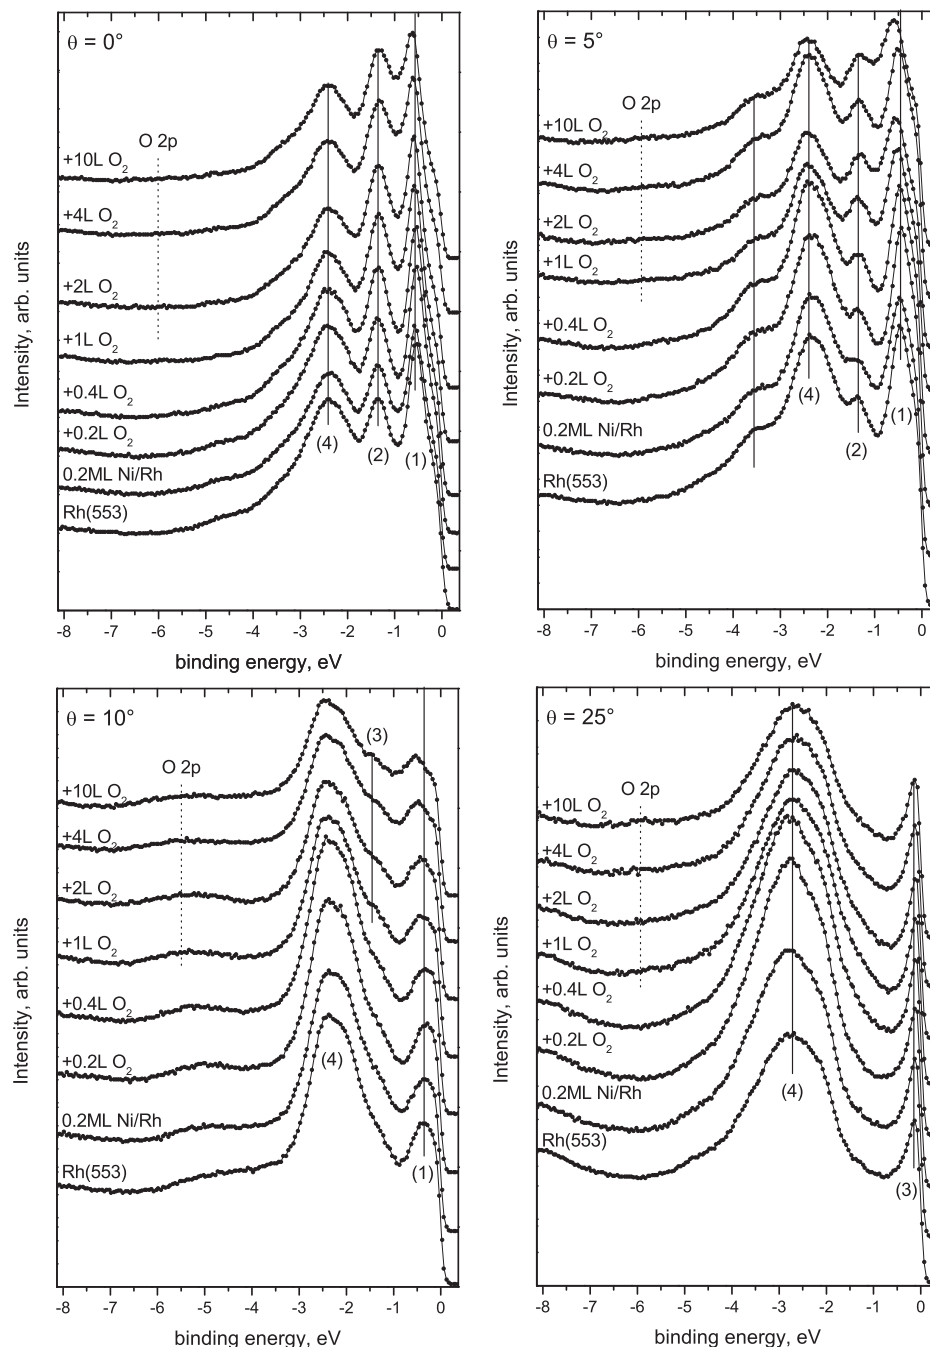 θ = 0°
O 2p
+10L O₂
+4L O₂
+2L O₂
+1L O₂
+0.4L O₂
+0.2L O₂
0.2ML Ni/Rh
Rh(553)
(4)
(2)
(1)
Intensity, arb. units
-8 -7 -6 -5 -4 -3 -2 -1 0
binding energy, eV
θ = 5°
O 2p
+10L O₂
+4L O₂
+2L O₂
+1L O₂
+0.4L O₂
+0.2L O₂
0.2ML Ni/Rh
Rh(553)
(4)
(2)
(1)
Intensity, arb. units
-8 -7 -6 -5 -4 -3 -2 -1 0
binding energy, eV
θ = 10°
(3)
O 2p
+10L O₂
+4L O₂
+2L O₂
+1L O₂
+0.4L O₂
+0.2L O₂
0.2ML Ni/Rh
Rh(553)
(4)
(1)
Intensity, arb. units
-8 -7 -6 -5 -4 -3 -2 -1 0
binding energy, eV
θ = 25°
O 2p
+10L O₂
+4L O₂
+2L O₂
+1L O₂
+0.4L O₂
+0.2L O₂
0.2ML Ni/Rh
Rh(553)
(4)
(3)
Intensity, arb. units
-8 -7 -6 -5 -4 -3 -2 -1 0
binding energy, eV